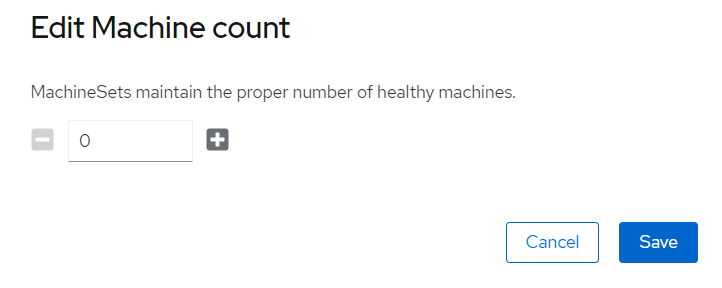 Edit Machine count
MachineSets maintain the proper number of healthy machines.
0
Cancel
Save